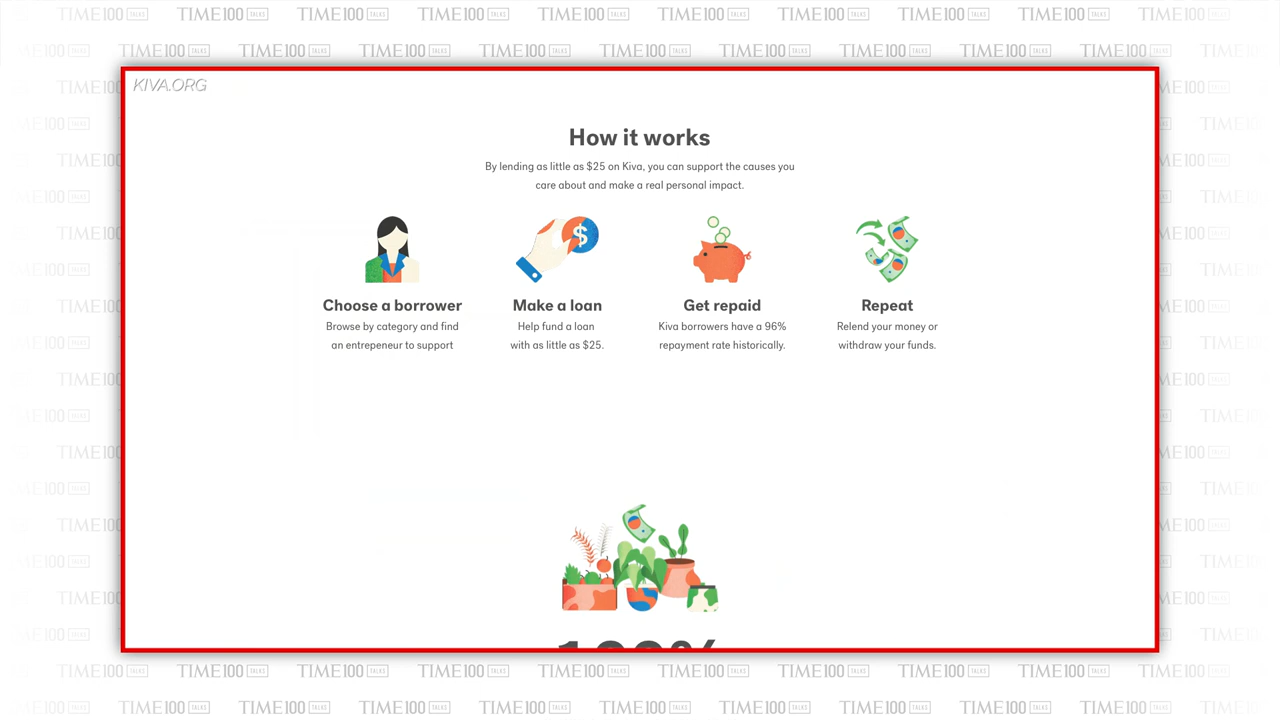 TIME100 TALKS
KIVA.ORG
How it works
By lending as little as $25 on Kiva, you can support the causes you
care about and make a real personal impact.
$
Choose a borrower
Browse by category and find
an entrepeneur to support
Make a loan
Help fund a loan
with as little as $25.
Get repaid
Kiva borrowers have a 96%
repayment rate historically.
Repeat
Relend your money or
withdraw your funds.